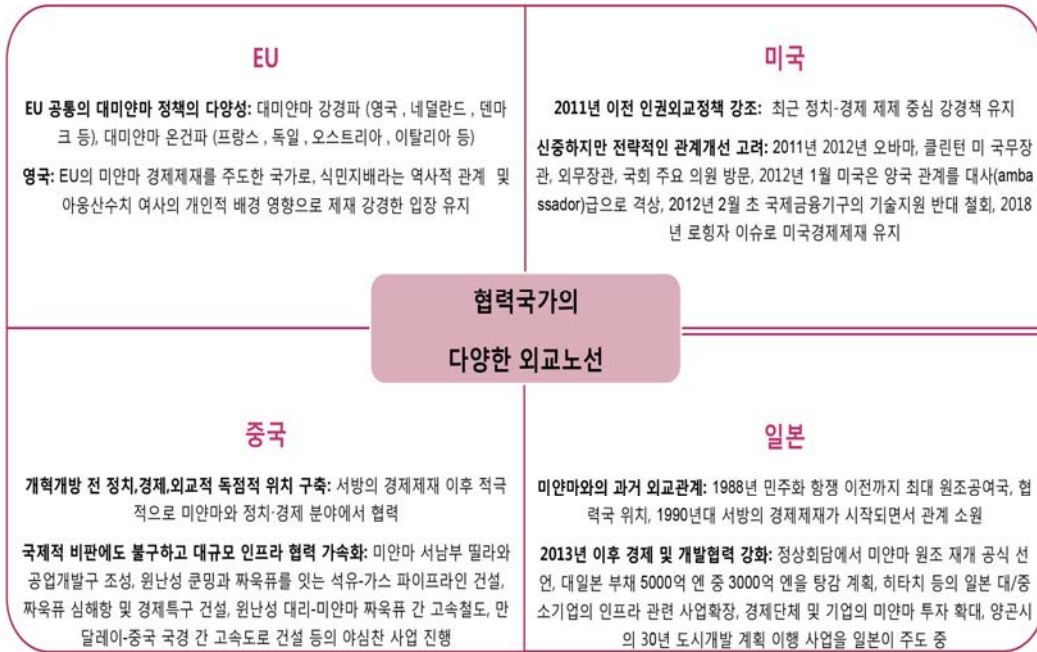 EU
EU 공통의 대미얀마 정책의 다양성: 대미얀마 강경파 (영국 , 네덜란드 , 덴마
크 등), 대미얀마 온건파 (프랑스 , 독일 , 오스트리아 , 이탈리아 등)
영국: EU의 미얀마 경제제재를 주도한 국가로, 식민지배라는 역사적 관계 및
아웅산수치 여사의 개인적 배경 영향으로 제재 강경한 입장 유지
미국
2011년 이전 인권외교정책 강조: 최근 정치-경제 제제 중심 강경책 유지
신중하지만 전략적인 관계개선 고려: 2011년 2012년 오바마, 클린턴 미 국무장
관, 외무장관, 국회 주요 의원 방문, 2012년 1월 미국은 양국 관계를 대사(amba
ssador)급으로 격상, 2012년 2월 초 국제금융기구의 기술지원 반대 철회, 2018
년 로힝자 이슈로 미국경제제재 유지
협력국가의
다양한 외교노선
중국
개혁개방 전 정치,경제,외교적 독점적 위치 구축: 서방의 경제제재 이후 적극
적으로 미얀마와 정치·경제 분야에서 협력
국제적 비판에도 불구하고 대규모 인프라 협력 가속화: 미얀마 서남부 띨라와
공업개발구 조성, 윈난성 쿤밍과 짜욱퓨를 잇는 석유-가스 파이프라인 건설,
짜욱퓨 심해항 및 경제특구 건설, 윈난성 대리-미얀마 짜욱퓨 간 고속철도, 만
달레이-중국 국경 간 고속도로 건설 등의 야심찬 사업 진행
일본
미얀마와의 과거 외교관계: 1988년 민주화 항쟁 이전까지 최대 원조공여국, 협
력국 위치, 1990년대 서방의 경제제재가 시작되면서 관계 소원
2013년 이후 경제 및 개발협력 강화: 정상회담에서 미얀마 원조 재개 공식 선
언, 대일본 부채 5000억 엔 중 3000억 엔을 탕감 계획, 히타치 등의 일본 대/중
소기업의 인프라 관련 사업확장, 경제단체 및 기업의 미얀마 투자 확대, 양곤시
의 30년 도시개발 계획 이행 사업을 일본이 주도 중